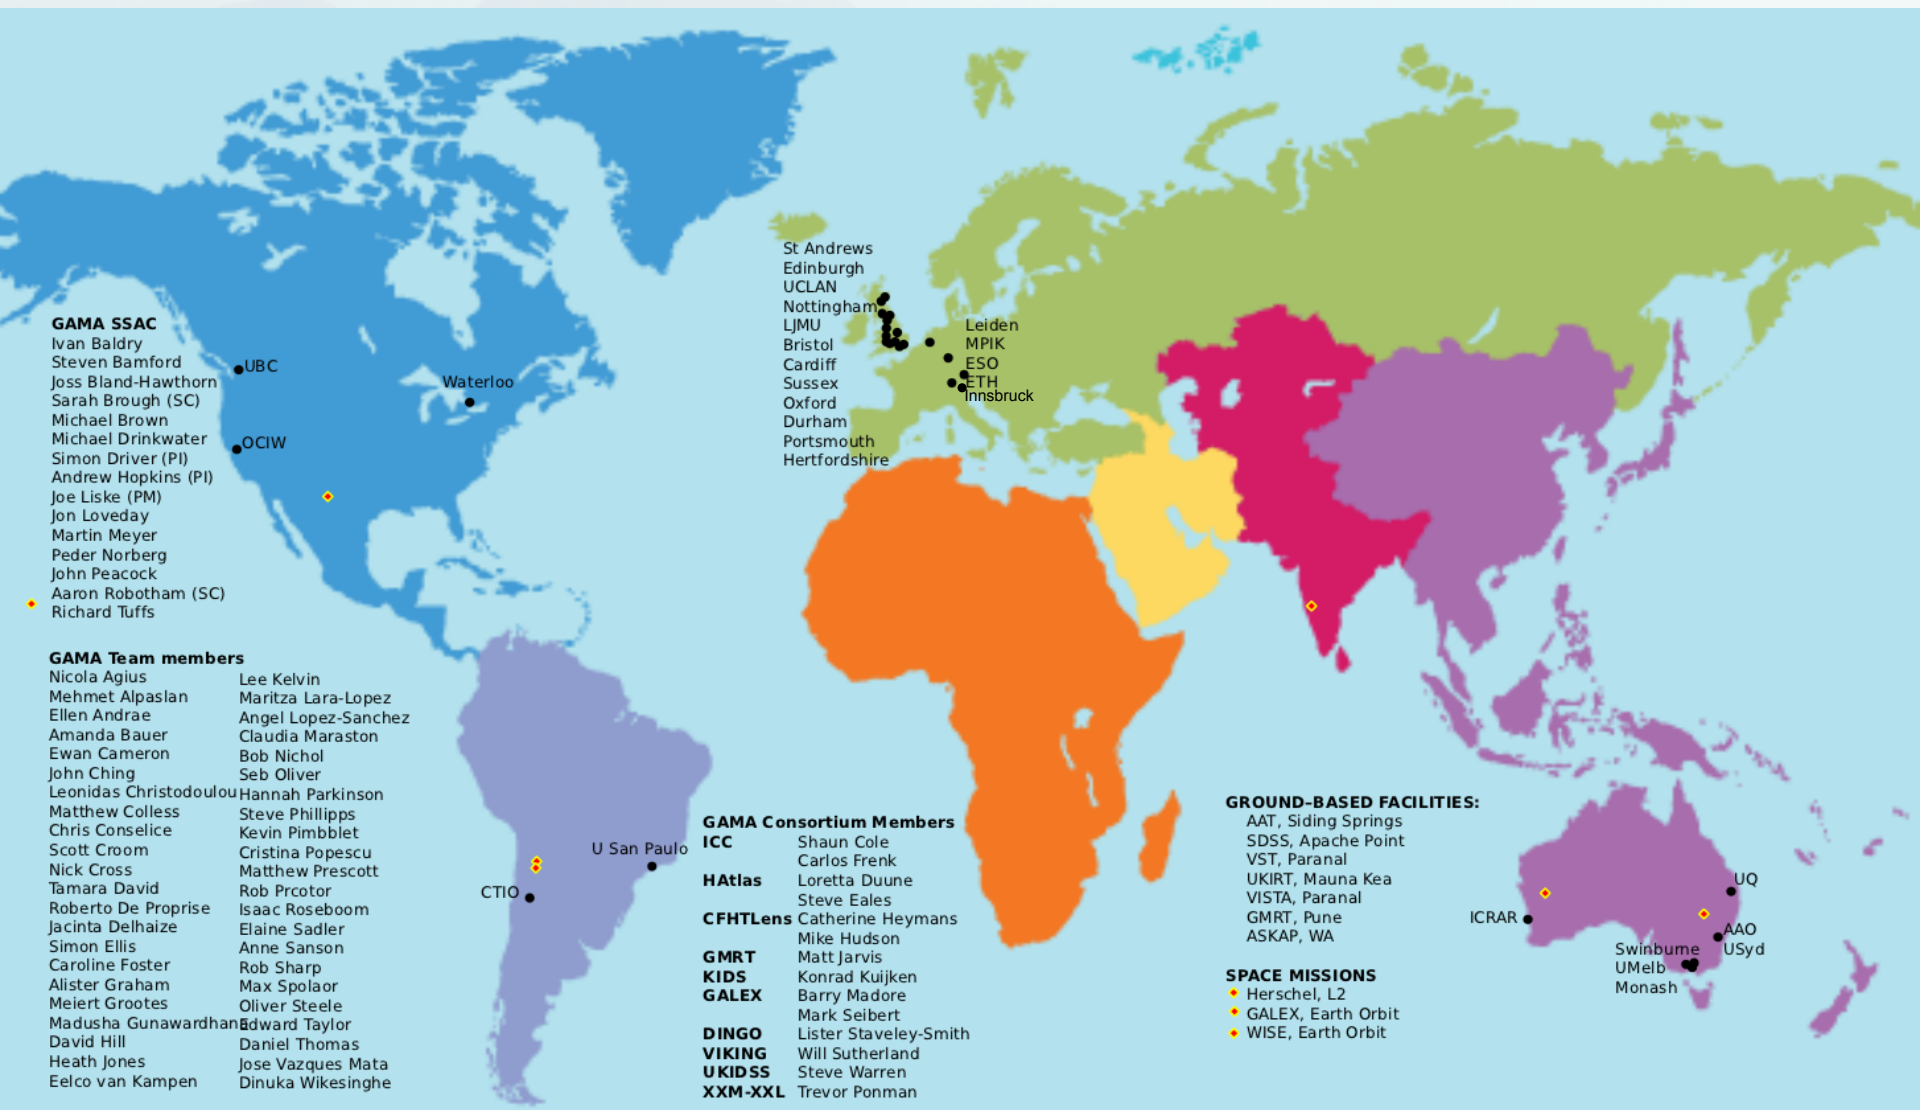 GAMA SSAC
Ivan Baldry
Steven Bamford
Joss Bland-Hawthorn
Sarah Brough (SC)
Michael Brown
Michael Drinkwater
Simon Driver (PI)
Andrew Hopkins (PI)
Joe Liske (PM)
Jon Loveday
Martin Meyer
Peder Norberg
John Peacock
Aaron Robotham (SC)
Richard Tuffs
UBC
Waterloo
OCIW
St Andrews
Edinburgh
UCLAN
Nottingham
LJMU
Bristol
Cardiff
Sussex
Oxford
Durham
Portsmouth
Hertfordshire
Leiden
MPIK
ESO
ETH
Innsbruck
GAMA Team members
Nicola Agius
Mehmet Alpaslan
Ellen Andrae
Amanda Bauer
Ewan Cameron
John Ching
Leonidas Christodoulou
Matthew Colless
Chris Conselice
Scott Croom
Nick Cross
Tamara David
Roberto De Proprise
Jacinta Delhaize
Simon Ellis
Caroline Foster
Alister Graham
Meiert Grootes
Madusha Gunawardhana
David Hill
Heath Jones
Eelco van Kampen
Lee Kelvin
Maritza Lara-Lopez
Angel Lopez-Sanchez
Claudia Maraston
Bob Nichol
Seb Oliver
Hannah Parkinson
Steve Phillipps
Kevin Pimbblet
Cristina Popescu
Matthew Prescott
Rob Prcotor
Isaac Roseboom
Elaine Sadler
Anne Sanson
Rob Sharp
Max Spolaor
Oliver Steele
Edward Taylor
Daniel Thomas
Jose Vazques Mata
Dinuka Wikesinghe
U San Paulo
CTIO
GAMA Consortium Members
ICC Shaun Cole
Carlos Frenk
HAtlas Loretta Duune
Steve Eales
CFHTLens Catherine Heymans
Mike Hudson
GMRT Matt Jarvis
KIDS Konrad Kuijken
GALEX Barry Madore
Mark Seibert
DINGO Lister Staveley-Smith
VIKING Will Sutherland
UKIDSS Steve Warren
XXM-XXL Trevor Ponman
GROUND-BASED FACILITIES:
AAT, Siding Springs
SDSS, Apache Point
VST, Paranal
UKIRT, Mauna Kea
VISTA, Paranal
GMRT, Pune
ASKAP, WA
SPACE MISSIONS
Herschel, L2
GALEX, Earth Orbit
WISE, Earth Orbit
UQ
ICRAR
AAO
USyd
Swinburne
UMelb
Monash